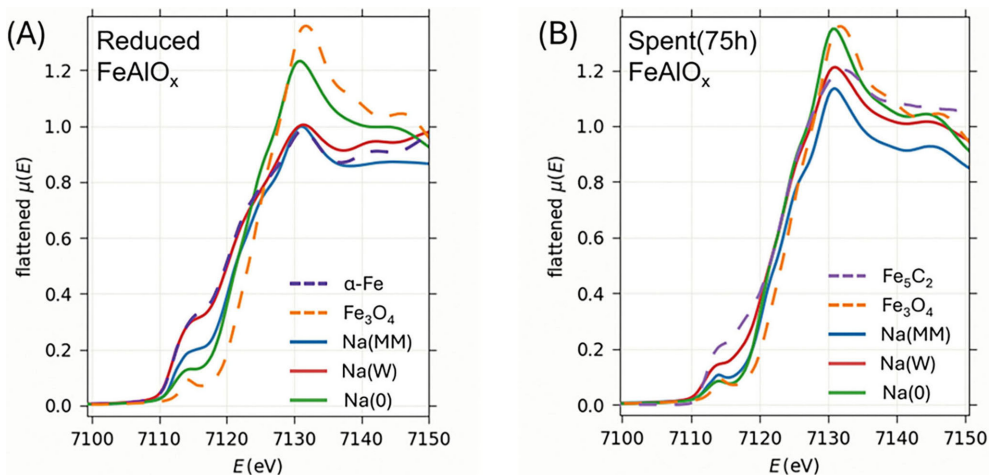 (A)
Reduced
FeAlOₓ
flattened μ(E)
1.2
1.0
0.8
0.6
0.4
0.2
0.0
α-Fe
Fe₃O₄
Na(MM)
Na(W)
Na(0)
7100 7110 7120 7130 7140 7150
E (eV)
(B)
Spent(75h)
FeAlOₓ
flattened μ(E)
1.2
1.0
0.8
0.6
0.4
0.2
0.0
Fe₅C₂
Fe₃O₄
Na(MM)
Na(W)
Na(0)
7100 7110 7120 7130 7140 7150
E (eV)